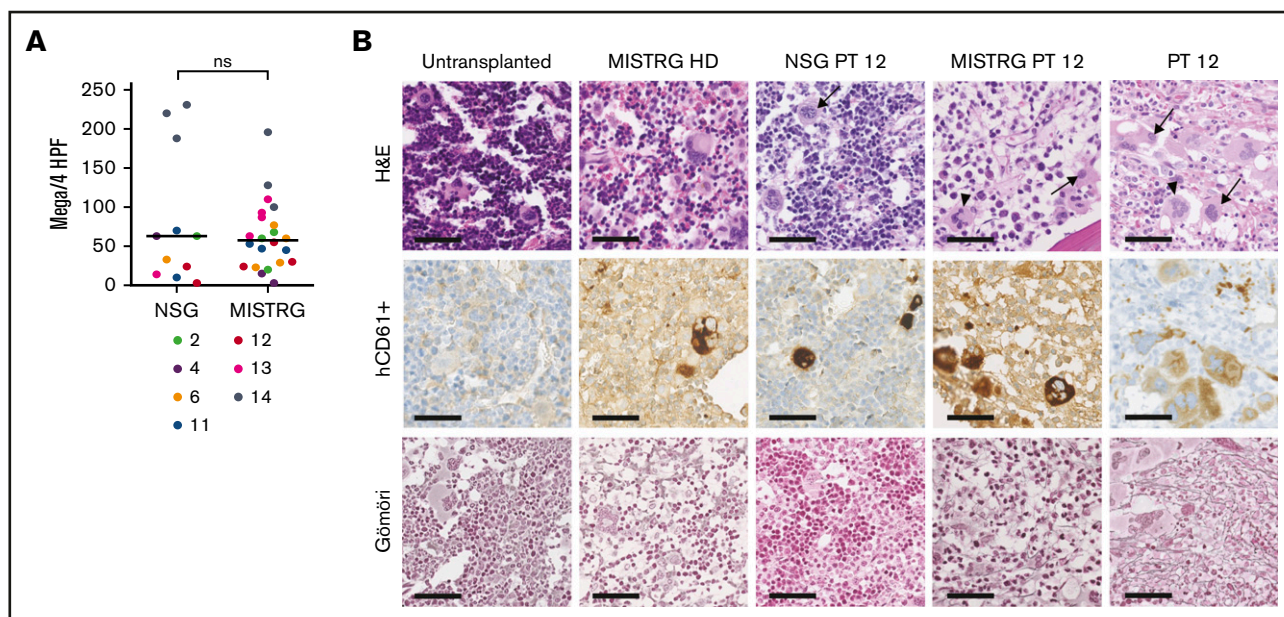 A
ns
Mega/4 HPF
250
200
150
100
50
0
NSG MISTRG
2 12
4 13
6 14
11
B
Untransplanted MISTRG HD NSG PT 12 MISTRG PT 12 PT 12
H&E
hCD61+
Gömöri